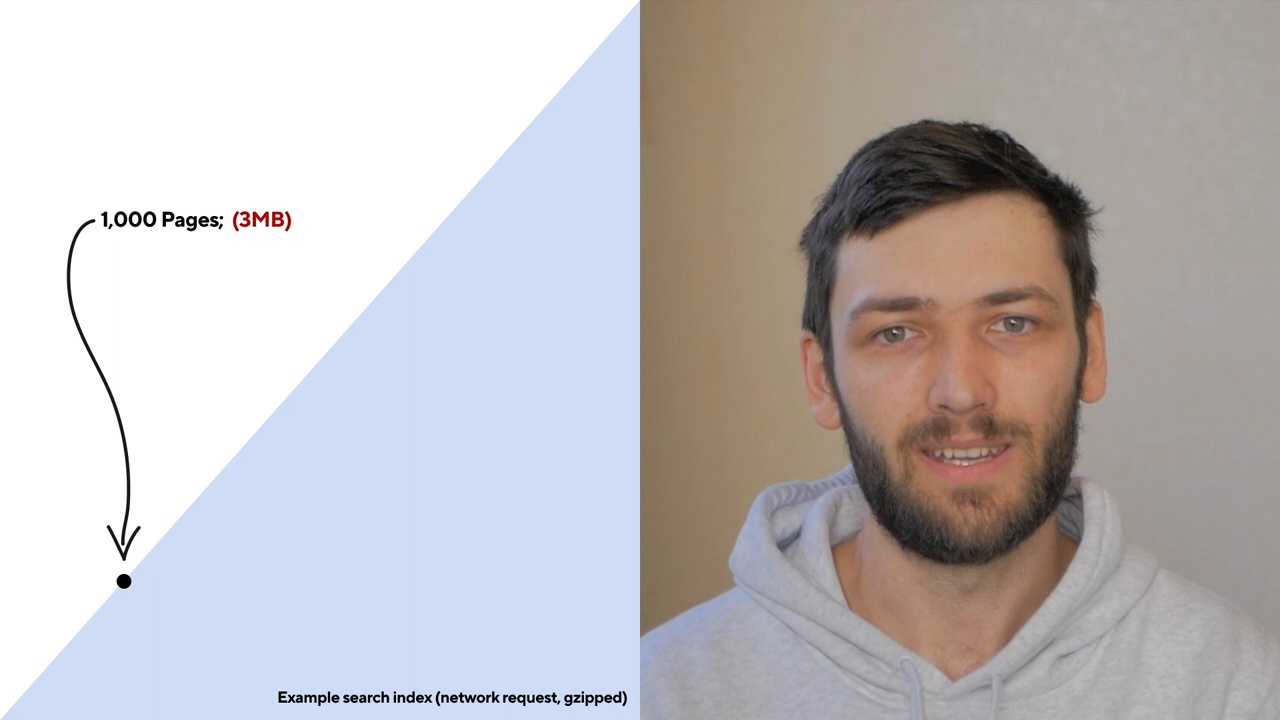 1,000 Pages; (3MB)
Example search index (network request, gzipped)